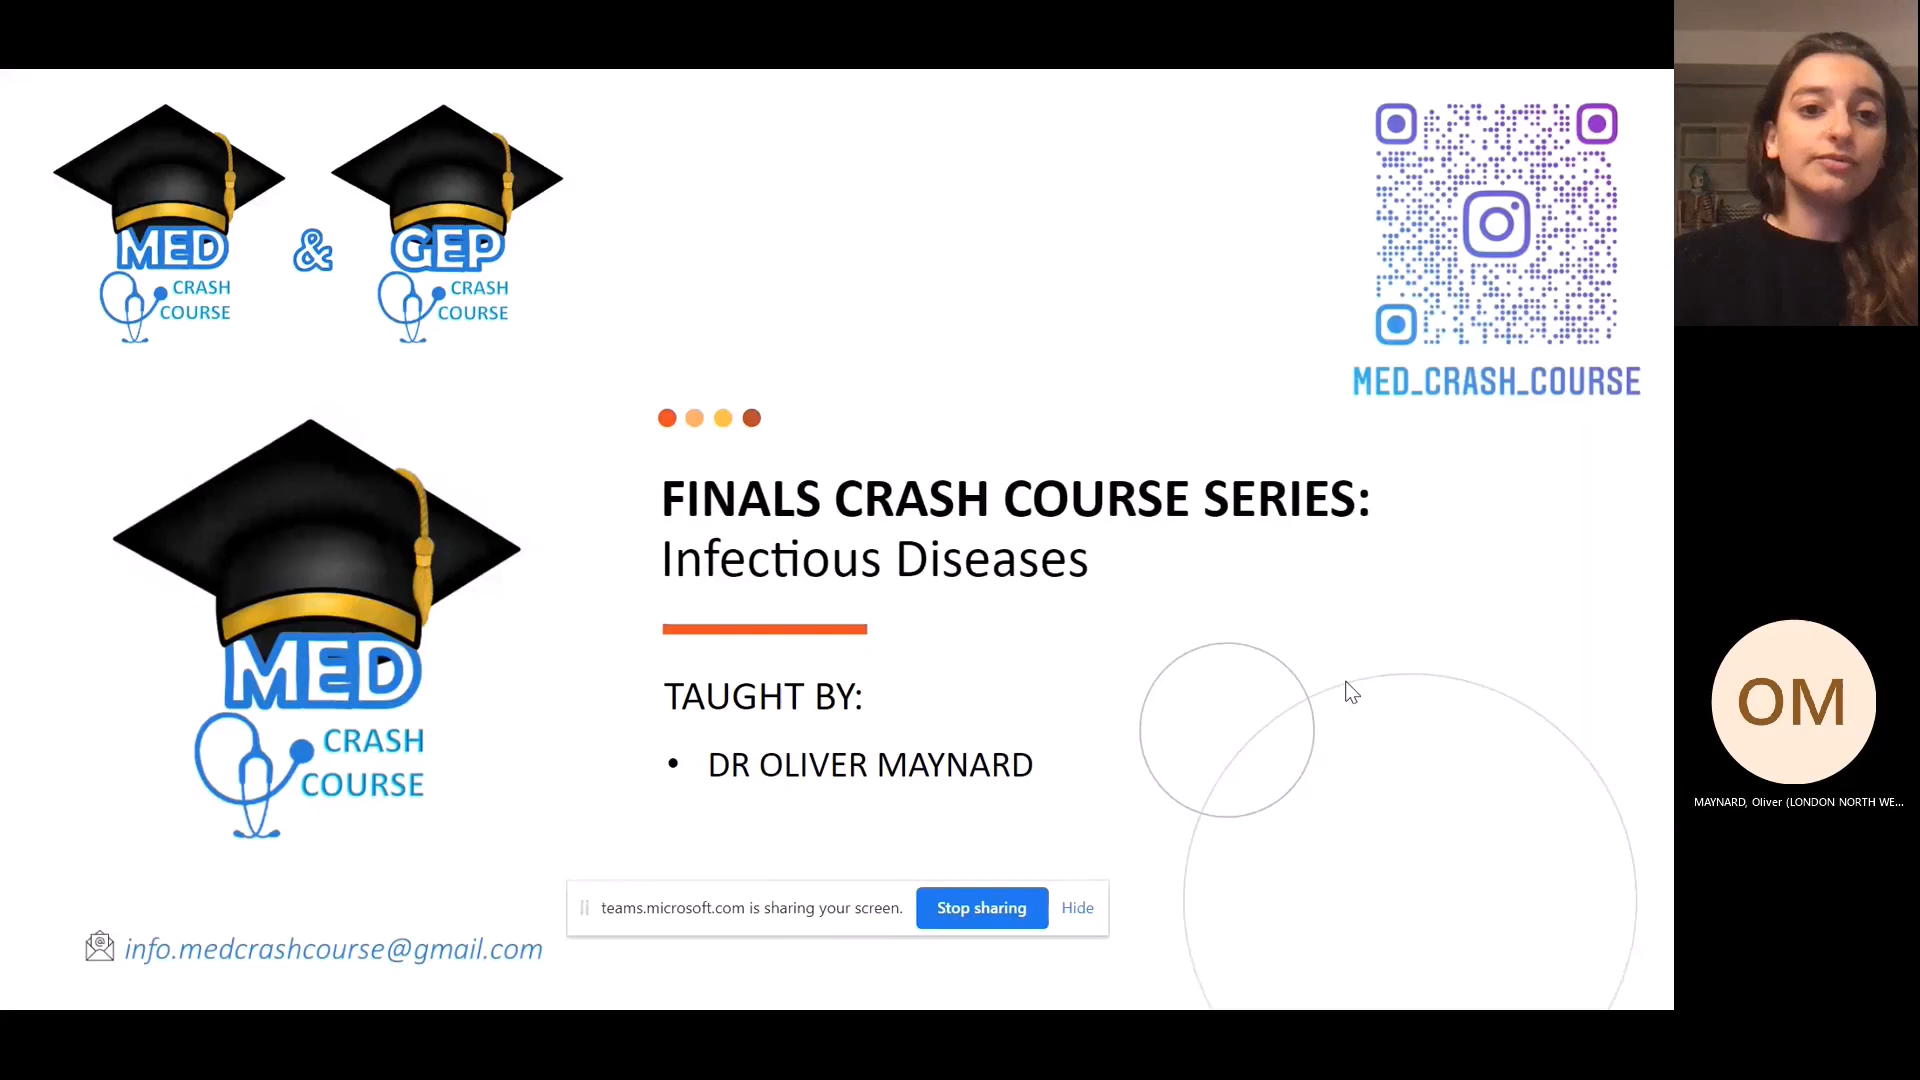 MED
CRASH
COURSE
&
GEP
CRASH
COURSE
MED_CRASH_COURSE
MED
CRASH
COURSE
FINALS CRASH COURSE SERIES:
Infectious Diseases
TAUGHT BY:
• DR OLIVER MAYNARD
teams.microsoft.com is sharing your screen.
Stop sharing
Hide
info.medcrashcourse@gmail.com
OM
MAYNARD, Oliver (LONDON NORTH WE...